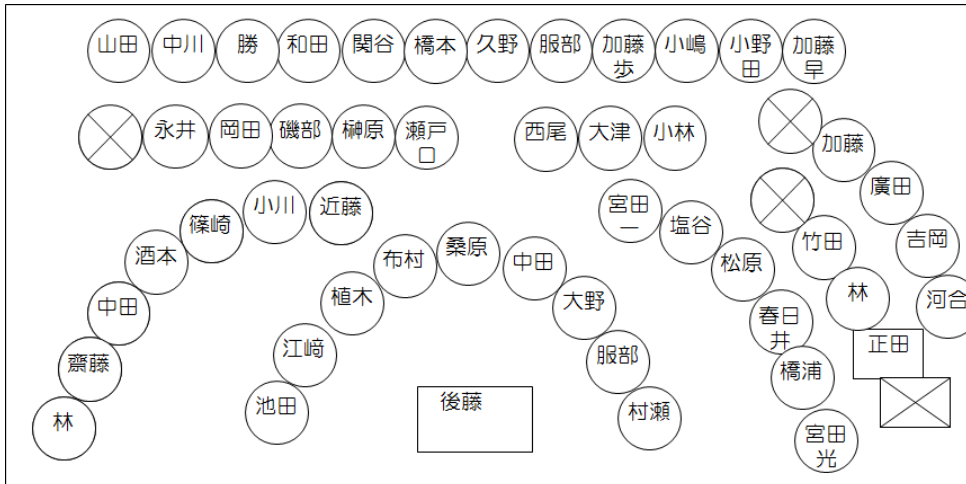 山田
中川
勝
和田
関谷
橋本
久野
服部
加藤
歩
小嶋
小野
田
加藤
早
永井
岡田
磯部
榊原
瀬戸
口
西尾
大津
小林
加藤
廣田
吉岡
河合
竹田
林
正田
近藤
小川
篠崎
酒本
中田
齋藤
林
宮田
一
塩谷
松原
春日
井
橋浦
宮田
光
池田
江﨑
植木
布村
桑原
中田
大野
服部
村瀬
後藤